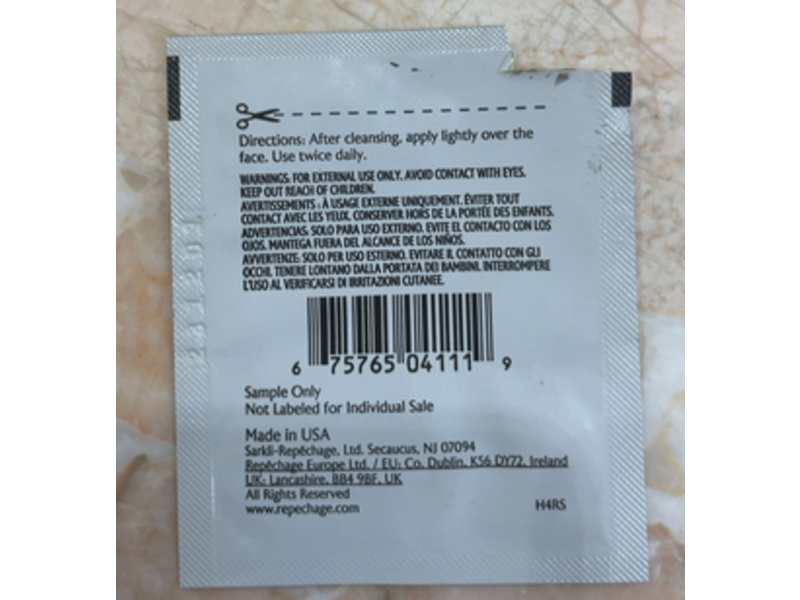 Directions: After cleansing, apply lightly over the
face. Use twice daily.
WARNINGS: FOR EXTERNAL USE ONLY. AVOID CONTACT WITH EYES.
KEEP OUT REACH OF CHILDREN.
AVERTISSEMENTS : À USAGE EXTERNE UNIQUEMENT. ÉVITER TOUT
CONTACT AVEC LES YEUX. CONSERVER HORS DE LA PORTÉE DES ENFANTS.
ADVERTENCIAS: SOLO PARA USO EXTERNO. EVITE EL CONTACTO CON LOS
OJOS. MANTEGA FUERA DEL ALCANCE DE LOS NIÑOS.
AVVERTENZE: SOLO PER USO ESTERNO. EVITARE IL CONTATTO CON GLI
OCCHI. TENERE LONTANO DALLA PORTATA DEI BAMBINI. INTERROMPERE
L'USO AL VERIFICARSI DI IRRITAZIONI CUTANEE.
6 75765 04111 9
Sample Only
Not Labeled for Individual Sale
Made in USA
Sarkli-Repêchage, Ltd. Secaucus, NJ 07094
Repêchage Europe Ltd. / EU: Co. Dublin, K56 DY72, Ireland
UK: Lancashire, BB4 9BF, UK
All Rights Reserved
www.repechage.com
H4RS